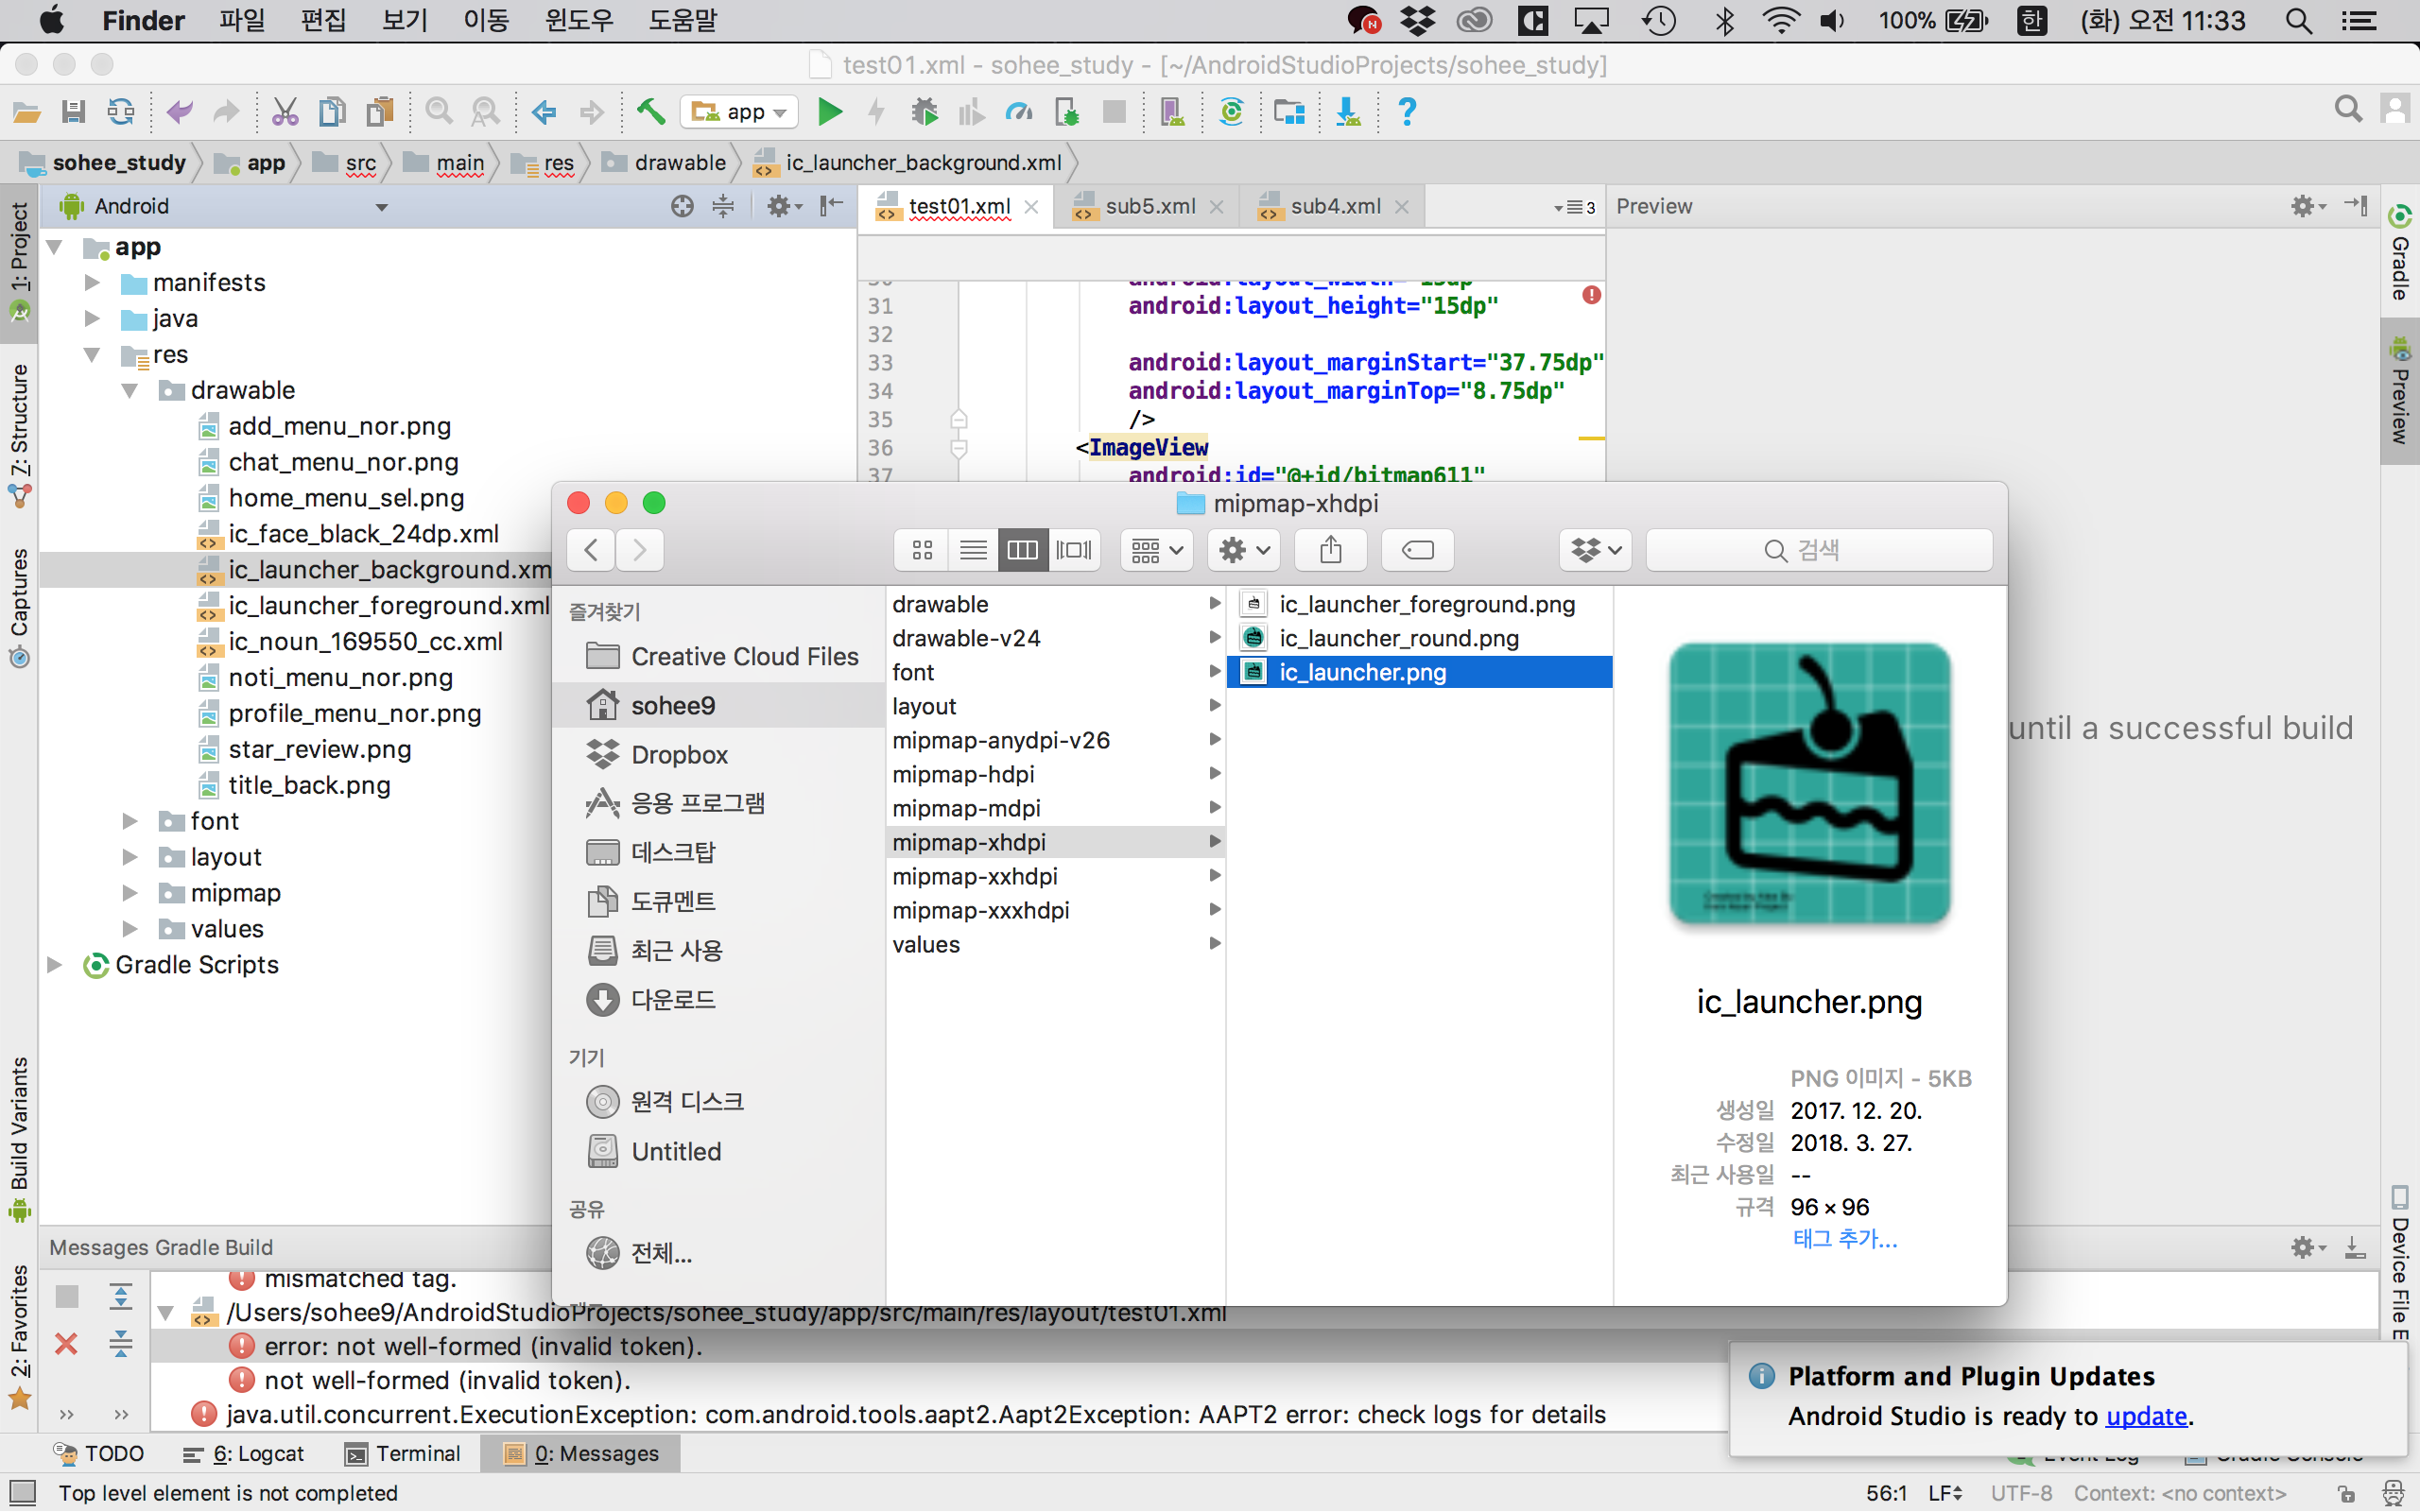 Finder 파일 편집 보기 이동 윈도우 도움말 100% 한 (화) 오전 11:33
test01.xml - sohee_study - [~/AndroidStudioProjects/sohee_study]
app
sohee_study app src main res drawable ic_launcher_background.xml
1: Project
7: Structure
Captures
Build Variants
2: Favorites
Android
app
manifests
java
res
drawable
add_menu_nor.png
chat_menu_nor.png
home_menu_sel.png
ic_face_black_24dp.xml
ic_launcher_background.xm
ic_launcher_foreground.xml
ic_noun_169550_cc.xml
noti_menu_nor.png
profile_menu_nor.png
star_review.png
title_back.png
font
layout
mipmap
values
Gradle Scripts
test01.xml sub5.xml sub4.xml 3
31 android:layout_height="15dp"
32
33 android:layout_marginStart="37.75dp"
34 android:layout_marginTop="8.75dp"
35 />
36 <ImageView
37 android:id="@+id/bitmap611"
Preview
until a successful build
Gradle
Preview
Device File E
mipmap-xhdpi
검색
즐겨찾기
Creative Cloud Files
sohee9
Dropbox
응용 프로그램
데스크탑
도큐멘트
최근 사용
다운로드
기기
원격 디스크
Untitled
공유
전체...
drawable
drawable-v24
font
layout
mipmap-anydpi-v26
mipmap-hdpi
mipmap-mdpi
mipmap-xhdpi
mipmap-xxhdpi
mipmap-xxxhdpi
values
ic_launcher_foreground.png
ic_launcher_round.png
ic_launcher.png
ic_launcher.png
PNG 이미지 - 5KB
생성일 2017. 12. 20.
수정일 2018. 3. 27.
최근 사용일 --
규격 96 × 96
태그 추가...
Messages Gradle Build
mismatched tag.
/Users/sohee9/AndroidStudioProjects/sohee_study/app/src/main/res/layout/test01.xml
error: not well-formed (invalid token).
not well-formed (invalid token).
java.util.concurrent.ExecutionException: com.android.tools.aapt2.Aapt2Exception: AAPT2 error: check logs for details
Platform and Plugin Updates
Android Studio is ready to update.
TODO 6: Logcat Terminal 0: Messages
Top level element is not completed 56:1 LF UTF-8 Context: <no context>